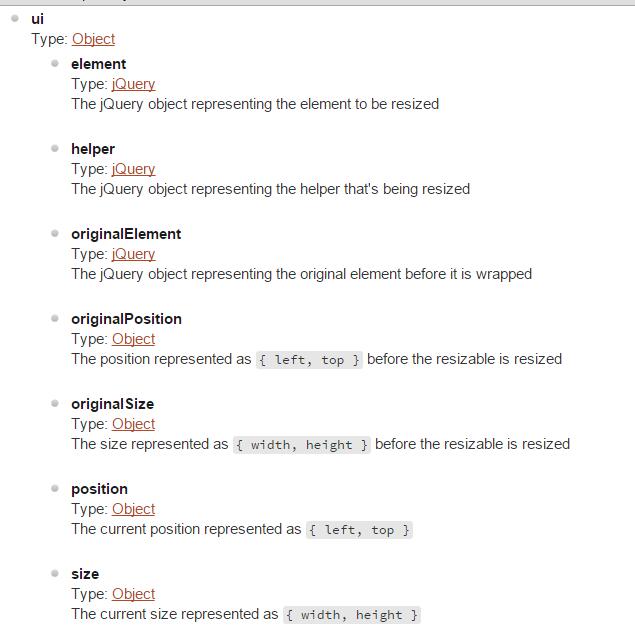 ui
Type: Object
element
Type: jQuery
The jQuery object representing the element to be resized
helper
Type: jQuery
The jQuery object representing the helper that's being resized
originalElement
Type: jQuery
The jQuery object representing the original element before it is wrapped
originalPosition
Type: Object
The position represented as { left, top } before the resizable is resized
originalSize
Type: Object
The size represented as { width, height } before the resizable is resized
position
Type: Object
The current position represented as { left, top }
size
Type: Object
The current size represented as { width, height }